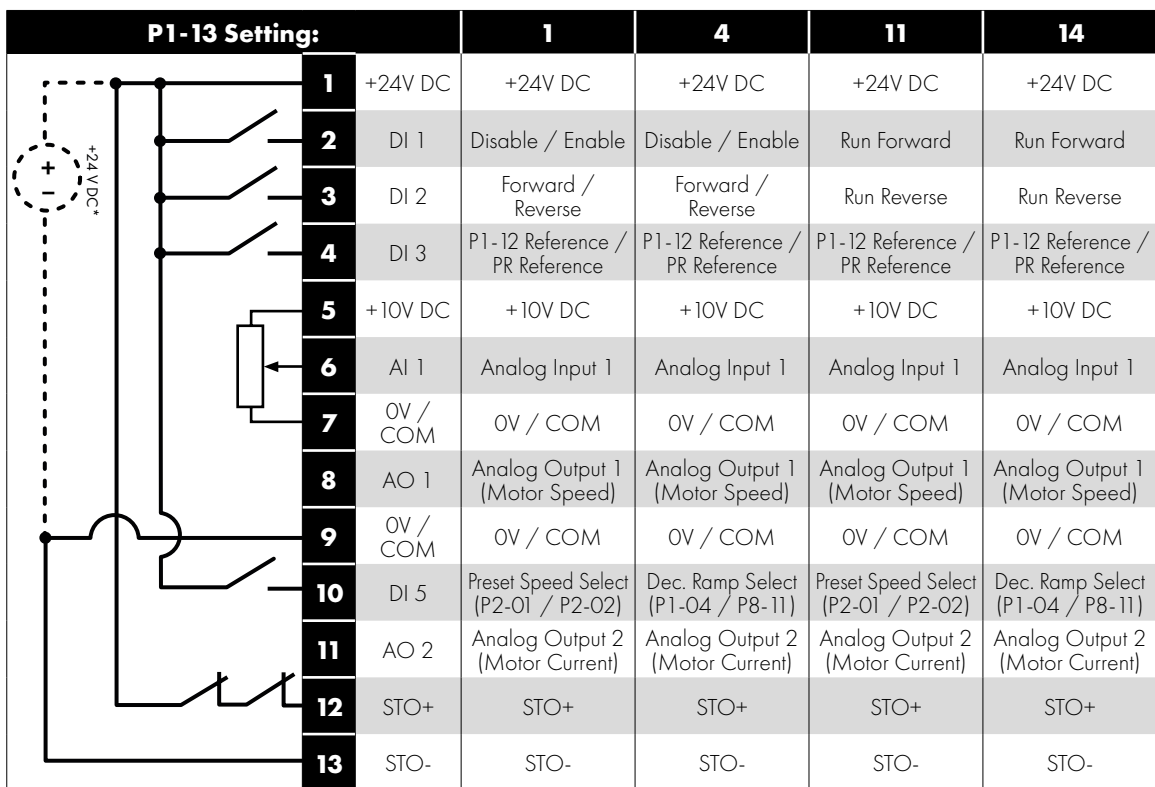 P1-13 Setting: 1 4 11 14
1 +24V DC +24V DC +24V DC +24V DC +24V DC
2 DI 1 Disable / Enable Disable / Enable Run Forward Run Forward
+
−
+24 V DC*
3 DI 2 Forward / Reverse Forward / Reverse Run Reverse Run Reverse
4 DI 3 P1-12 Reference / PR Reference P1-12 Reference / PR Reference P1-12 Reference / PR Reference P1-12 Reference / PR Reference
5 +10V DC +10V DC +10V DC +10V DC +10V DC
6 AI 1 Analog Input 1 Analog Input 1 Analog Input 1 Analog Input 1
7 0V / COM 0V / COM 0V / COM 0V / COM 0V / COM
8 AO 1 Analog Output 1 (Motor Speed) Analog Output 1 (Motor Speed) Analog Output 1 (Motor Speed) Analog Output 1 (Motor Speed)
9 0V / COM 0V / COM 0V / COM 0V / COM 0V / COM
10 DI 5 Preset Speed Select (P2-01 / P2-02) Dec. Ramp Select (P1-04 / P8-11) Preset Speed Select (P2-01 / P2-02) Dec. Ramp Select (P1-04 / P8-11)
11 AO 2 Analog Output 2 (Motor Current) Analog Output 2 (Motor Current) Analog Output 2 (Motor Current) Analog Output 2 (Motor Current)
12 STO+ STO+ STO+ STO+ STO+
13 STO- STO- STO- STO- STO-